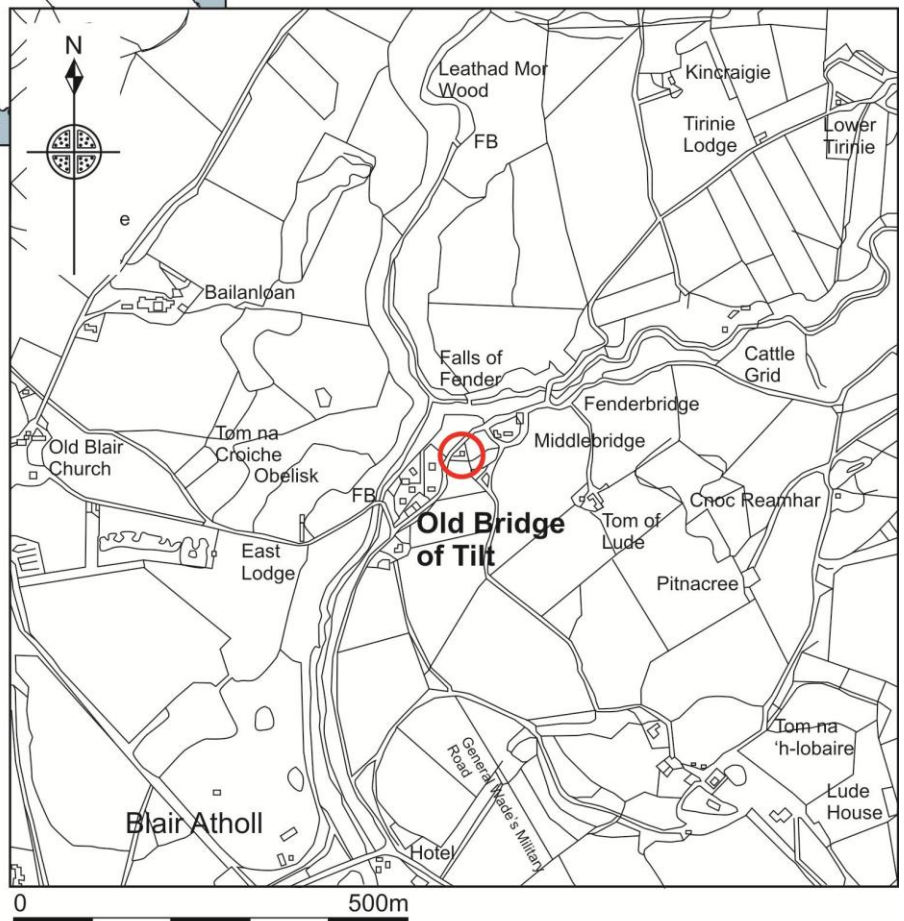 N
Leathad Mor
Wood
FB
Kincraigie
Tirinie
Lodge
Lower
Tirinie
e
Bailanloan
Falls of
Fender
Cattle
Grid
Fenderbridge
Middlebridge
Old Blair
Church
Tom na
Croiche
Obelisk
FB
Old Bridge
of Tilt
Tom of
Lude
Cnoc Reamhar
East
Lodge
Pitnacree
Tom na
'h-Iobaire
General Wade's Military
Road
Lude
House
Blair Atholl
Hotel
0 500m